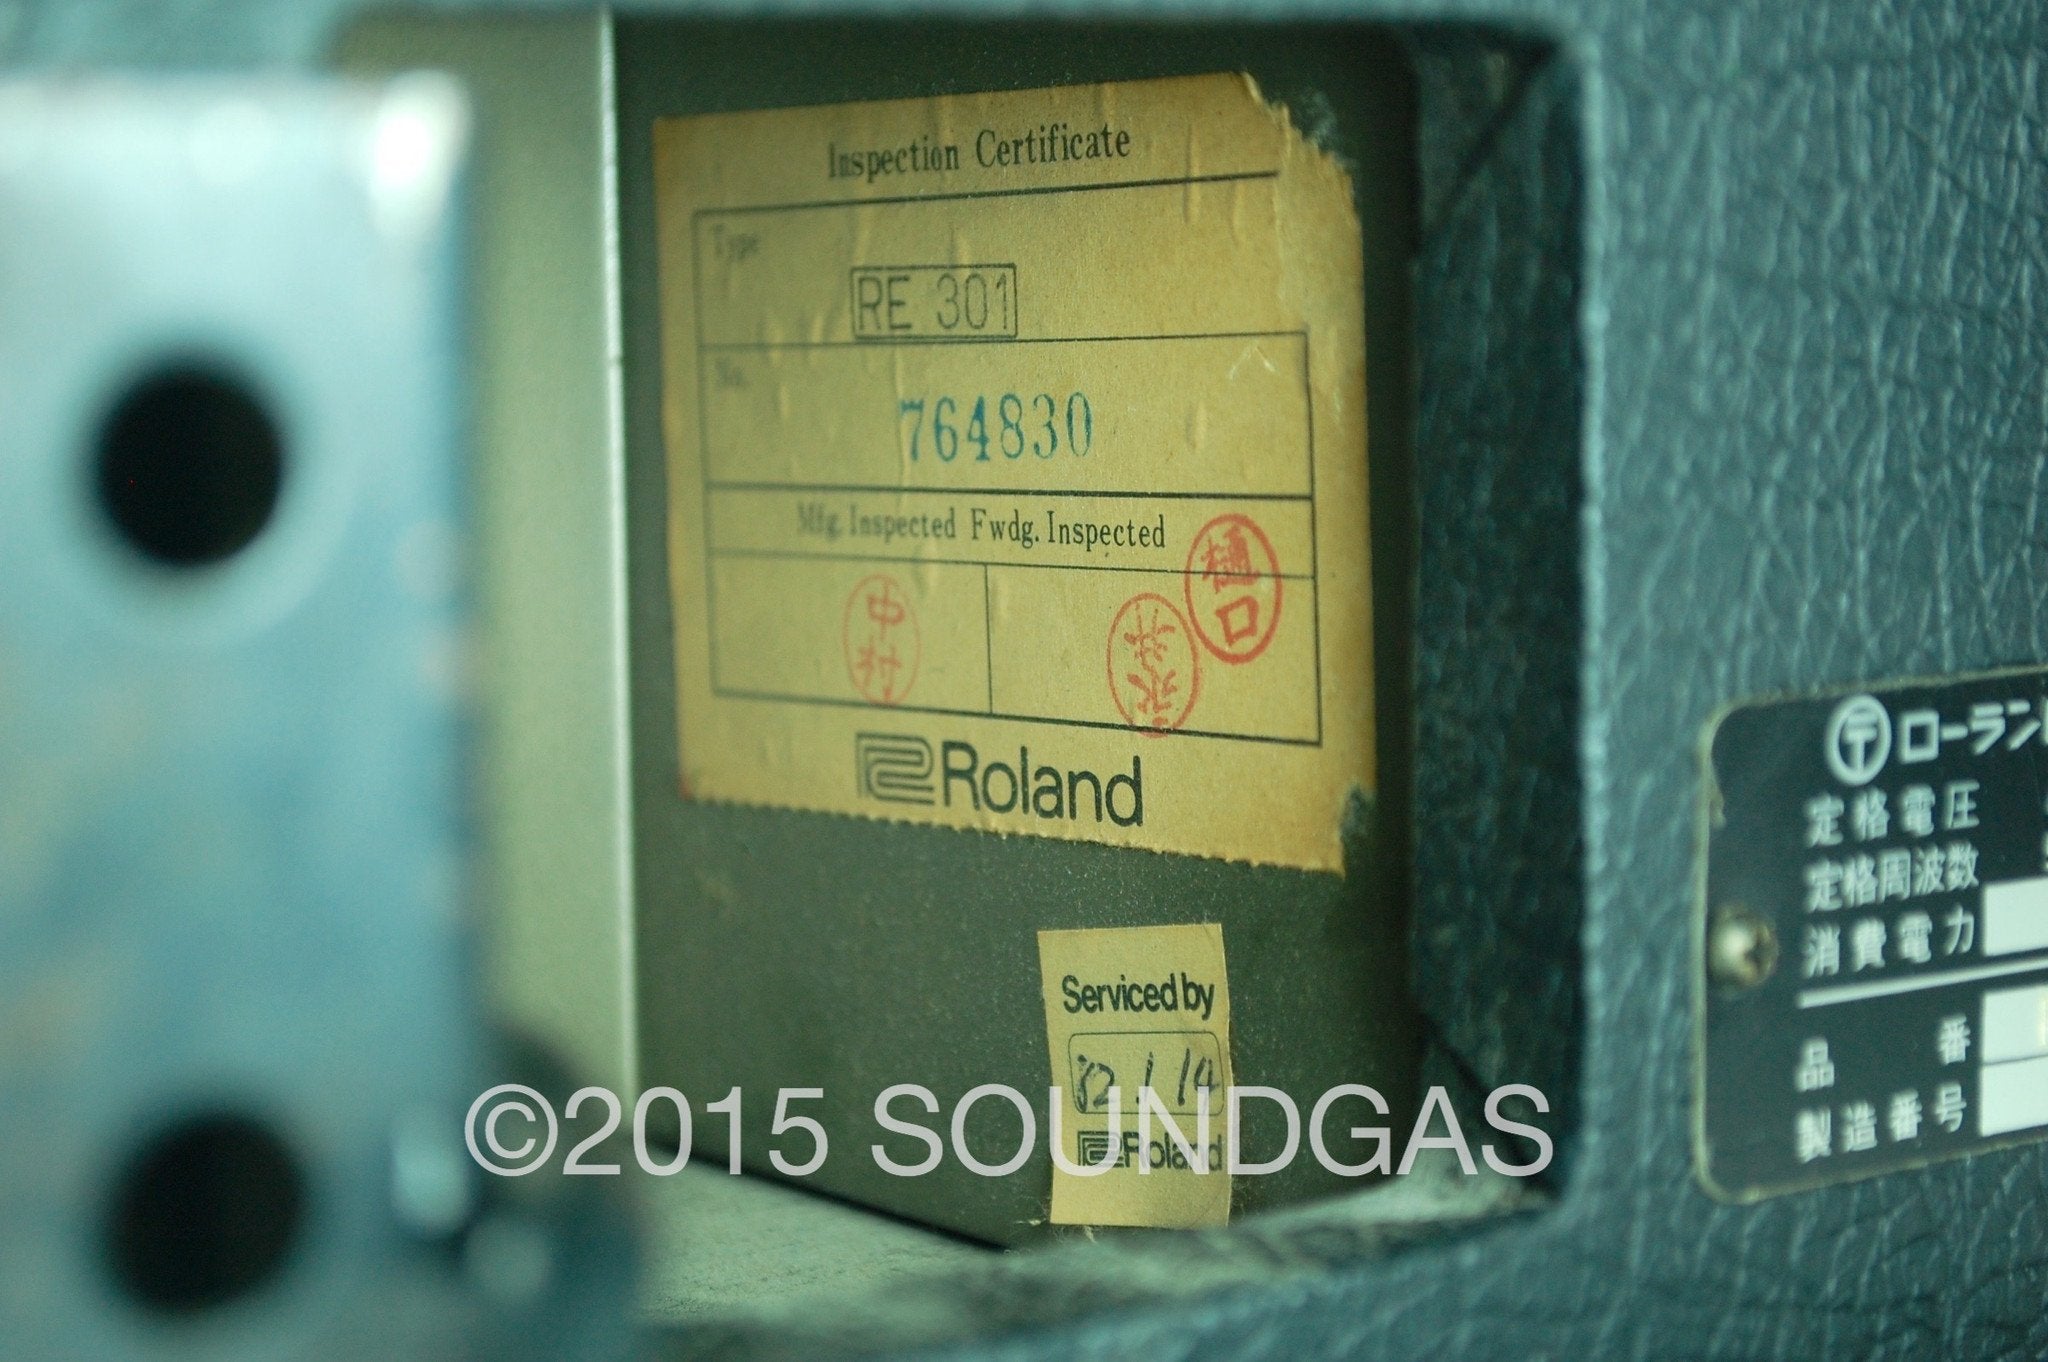 Inspection Certificate
Type
RE 301
No.
764830
Mfg. Inspected Fwdg. Inspected
中村
樋口
Roland
Serviced by
'82 1 14
Roland
©2015 SOUNDGAS
〒 ローランド
定格電圧
定格周波数
消費電力
品番
製造番号